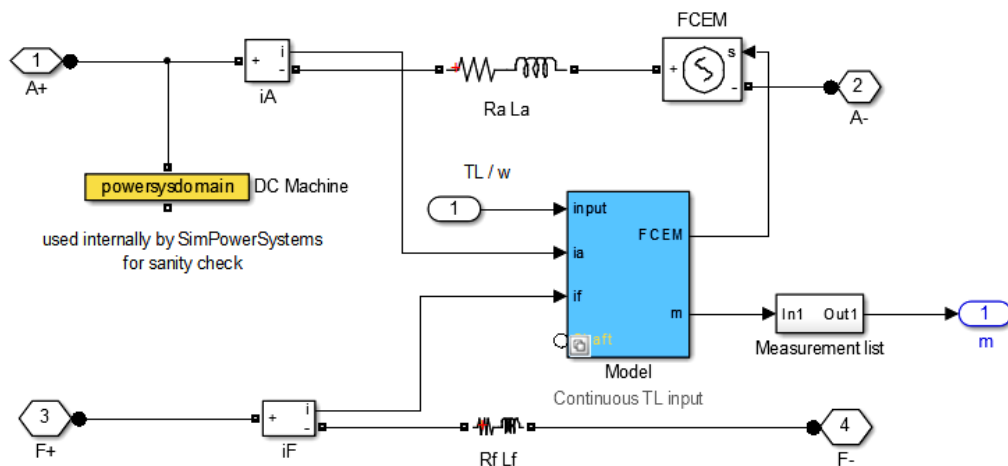 FCEM
1
A+
+
i
-
iA
Ra La
+
s
-
2
A-
powersysdomain
DC Machine
used internally by SimPowerSystems
for sanity check
TL / w
1
input
FCEM
ia
if
m
Model
Continuous TL input
In1 Out1
Measurement list
1
m
3
F+
+
i
-
iF
Rf Lf
4
F-